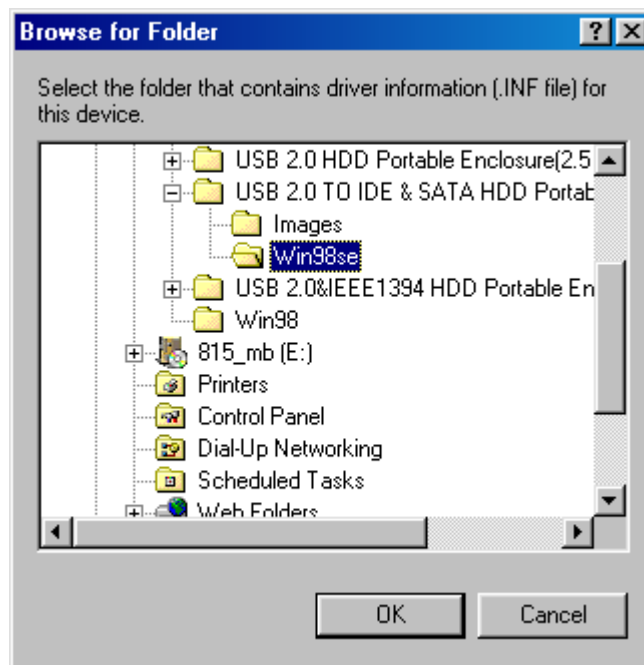 Browse for Folder
Select the folder that contains driver information (.INF file) for
this device.
USB 2.0 HDD Portable Enclosure(2.5
USB 2.0 TO IDE & SATA HDD Portab
Images
Win98se
USB 2.0&IEEE1394 HDD Portable En
Win98
815_mb (E:)
Printers
Control Panel
Dial-Up Networking
Scheduled Tasks
Web Folders
OK Cancel